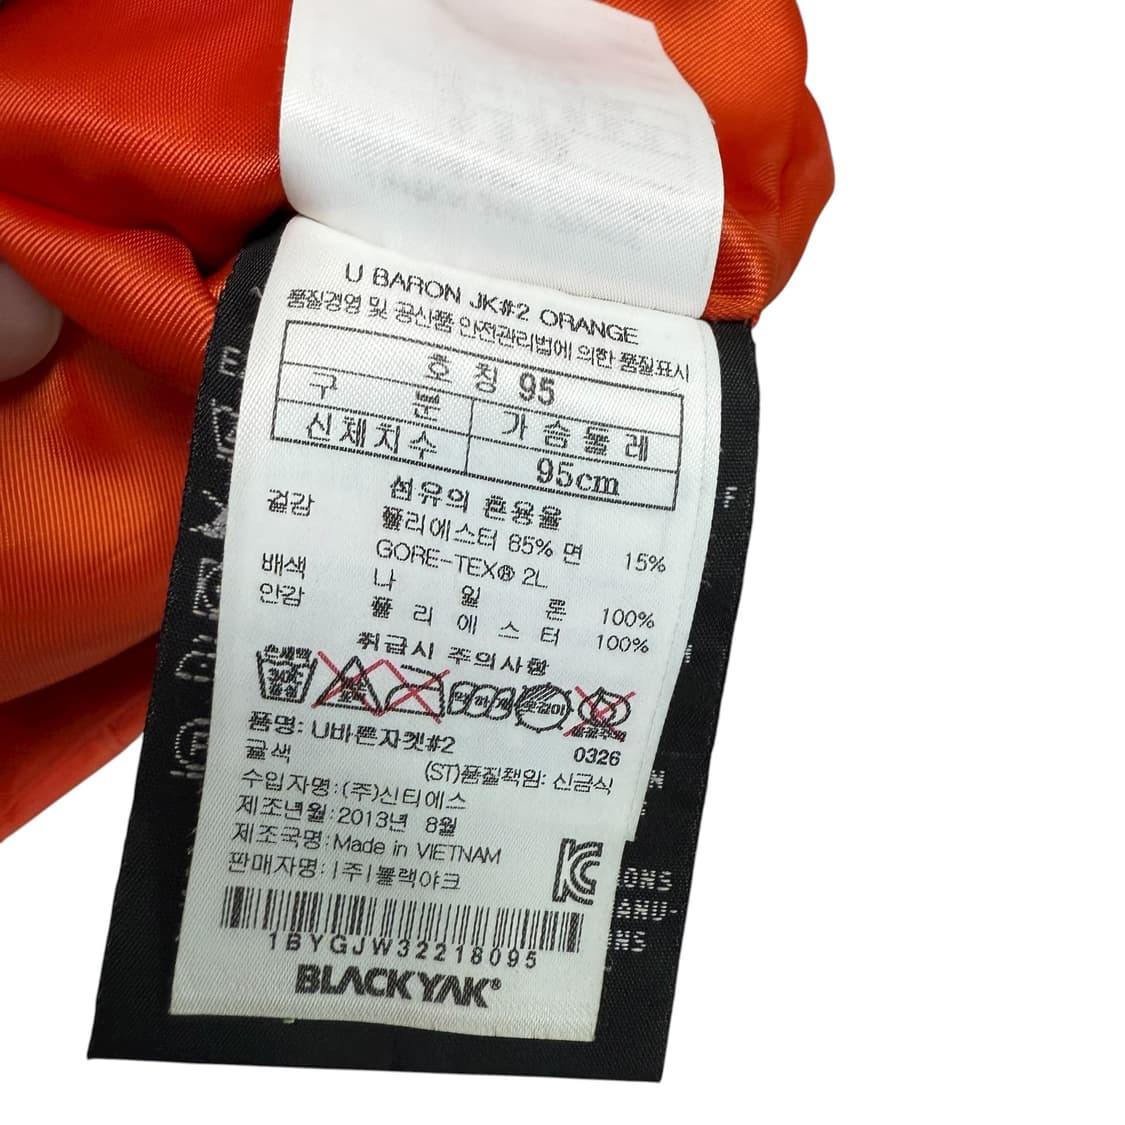 U BARON JK#2 ORANGE
품질경영 및 공산품 안전관리법에 의한 품질표시
호 칭 95
구 분 가 슴 둘 레
신체치수 95cm
섬유의 혼용율
겉감 폴리에스터 85% 면 15%
GORE-TEX® 2L
배색 나 일 론 100%
안감 폴 리 에 스 터 100%
취급시 주의사항
품명: U바른자켓#2
귤색 0326
(ST)품질책임: 신금식
수입자명:(주)신티에스
제조년월:2013년 8월
제조국명:Made in VIETNAM
판매자명:(주)블랙야크
1BYGJW32218095
BLACKYAK®
IONS
ANU-
NS